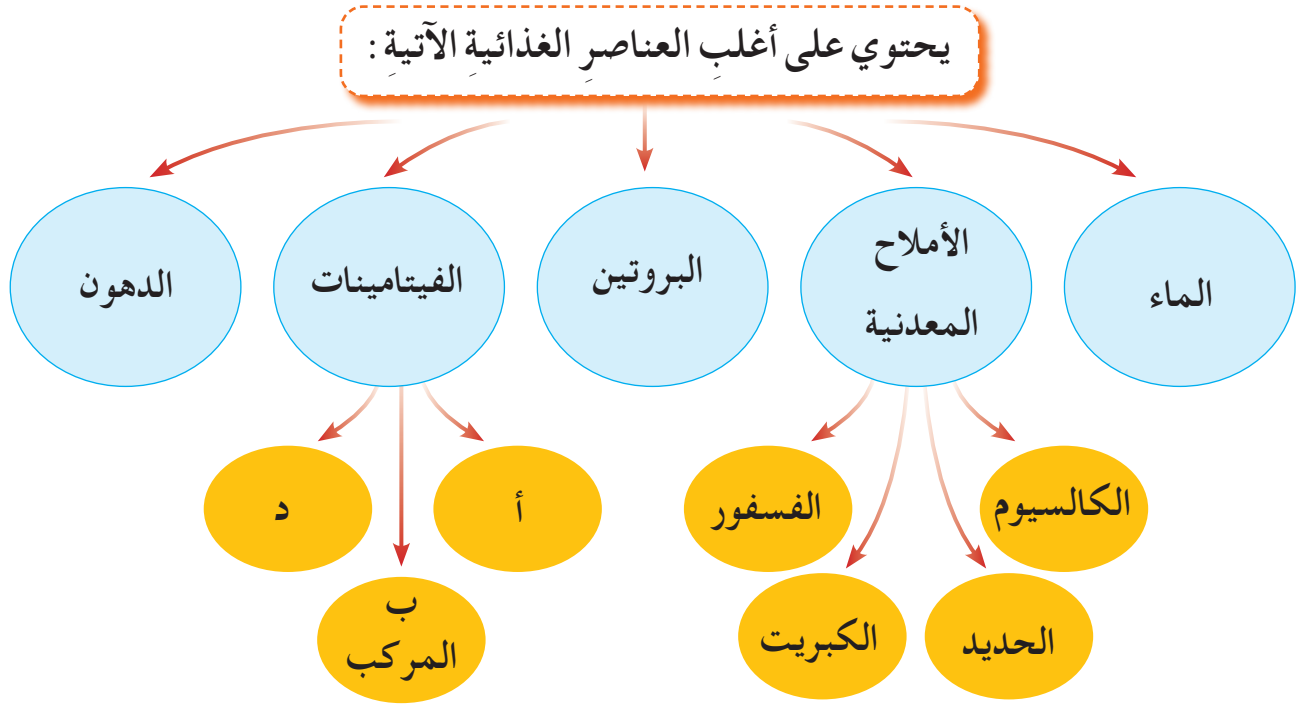 يحتوي على أغلبِ العناصرِ الغذائيةِ الآتيةِ :
الماء
الأملاح
المعدنية
البروتين
الفيتامينات
الدهون
الكالسيوم
الحديد
الكبريت
الفسفور
أ
ب
المركب
د